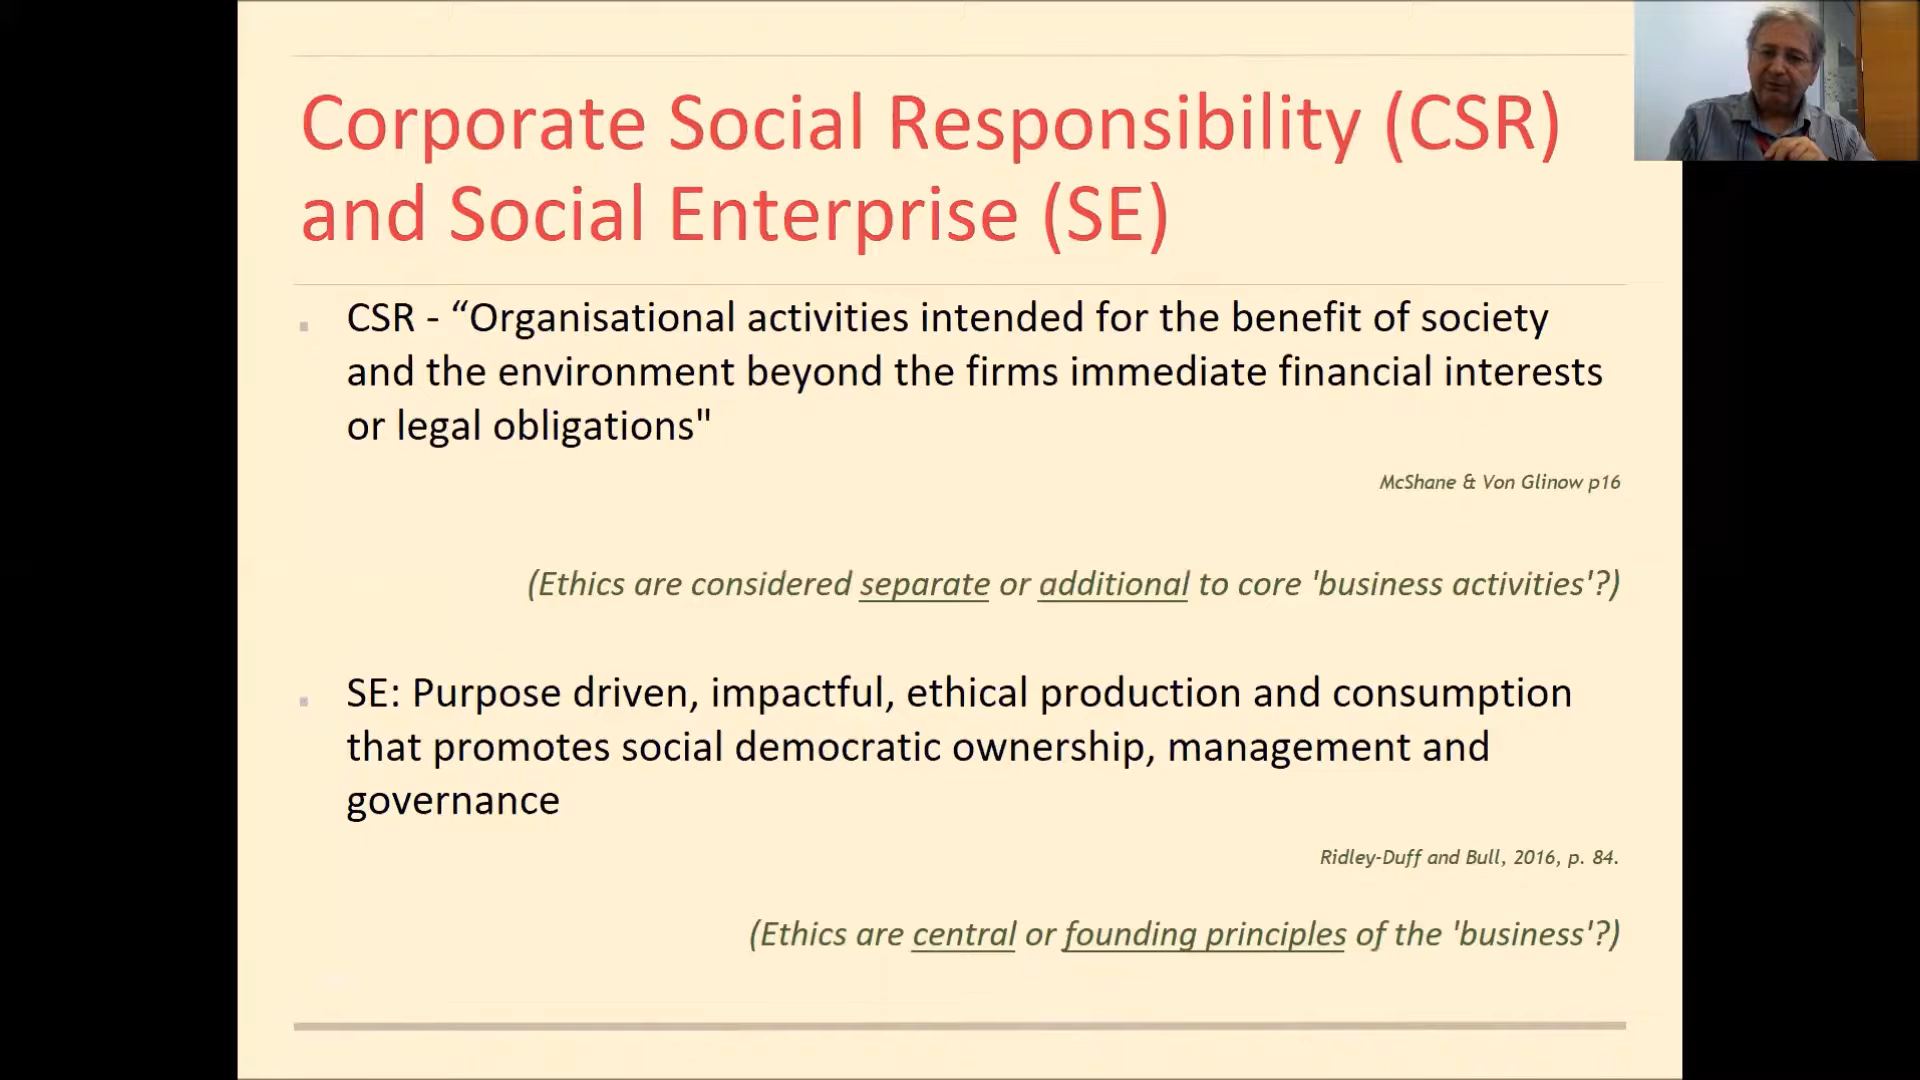 Corporate Social Responsibility (CSR)
and Social Enterprise (SE)
CSR - “Organisational activities intended for the benefit of society
and the environment beyond the firms immediate financial interests
or legal obligations"
McShane & Von Glinow p16
(Ethics are considered separate or additional to core 'business activities'?)
SE: Purpose driven, impactful, ethical production and consumption
that promotes social democratic ownership, management and
governance
Ridley-Duff and Bull, 2016, p. 84.
(Ethics are central or founding principles of the 'business'?)